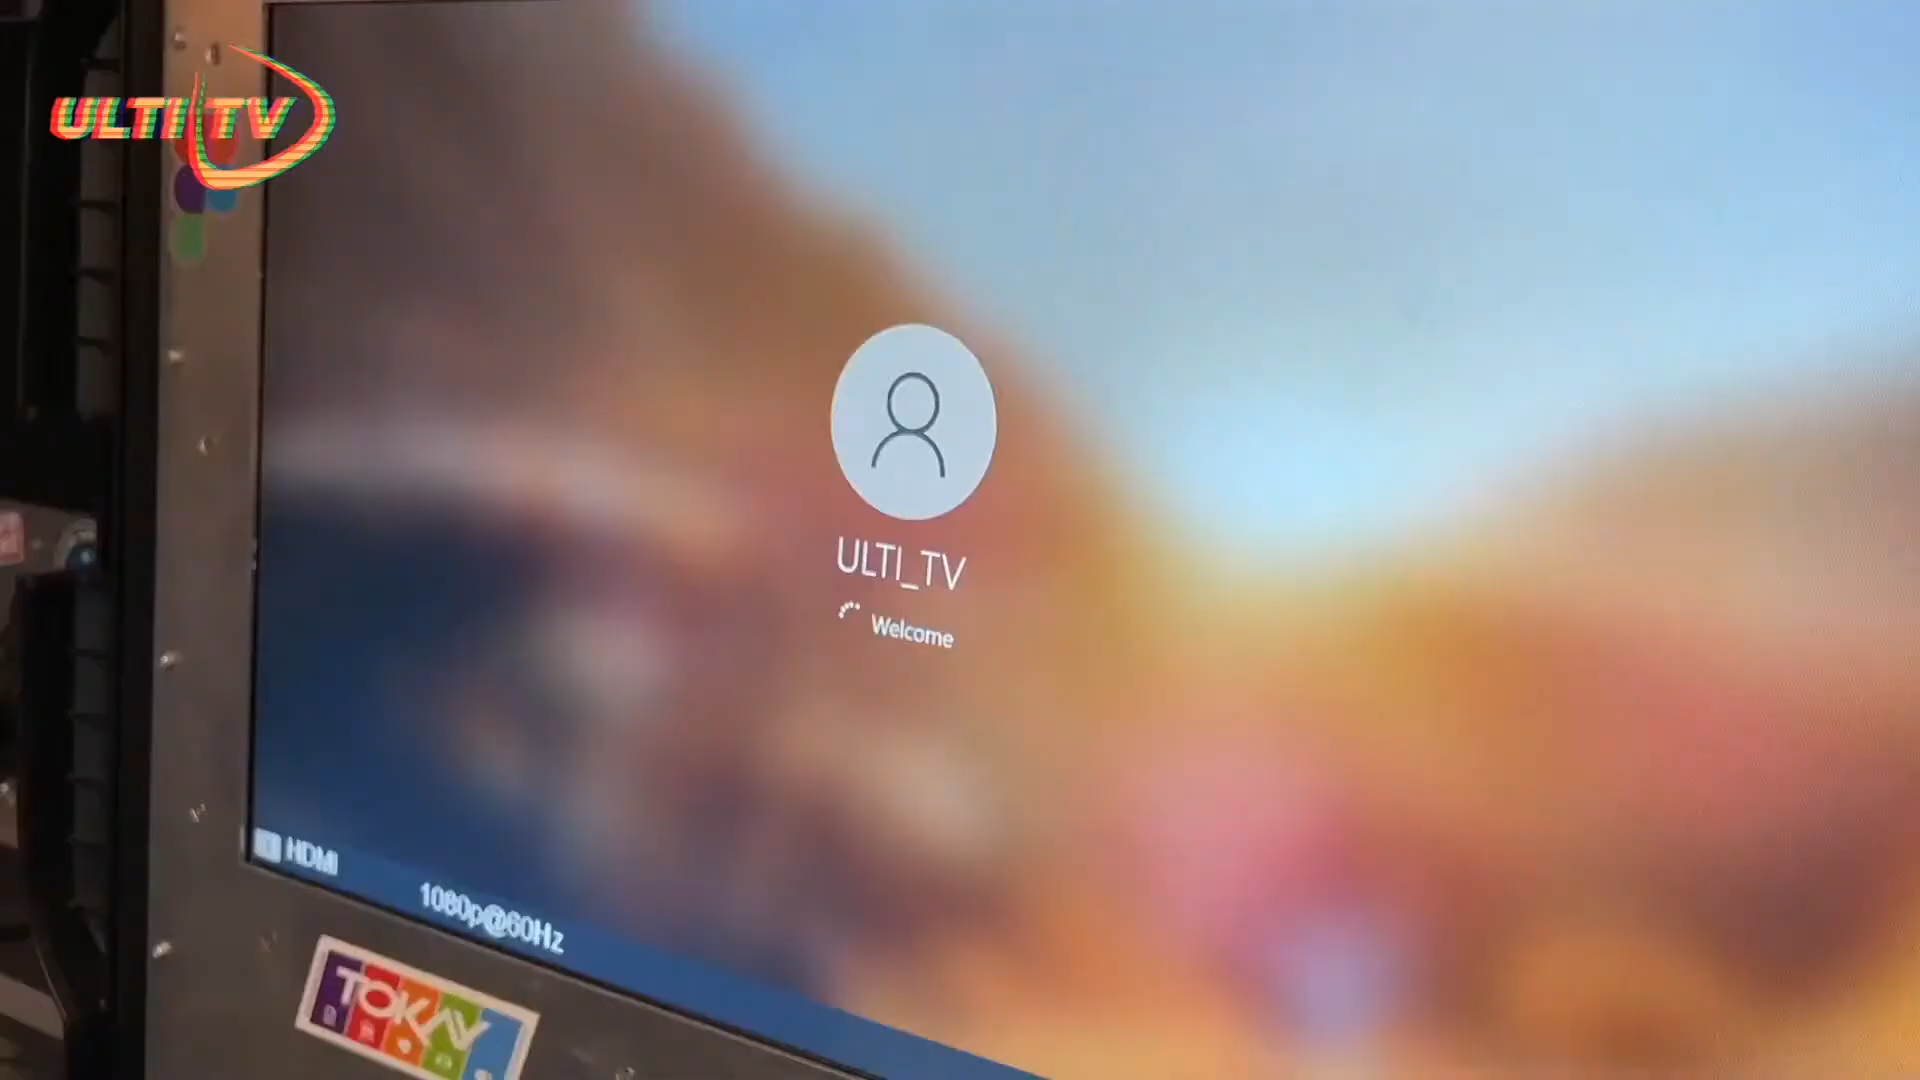 ULTI TV
ULTI_TV
Welcome
HDMI
1080p@60Hz
TOKAY